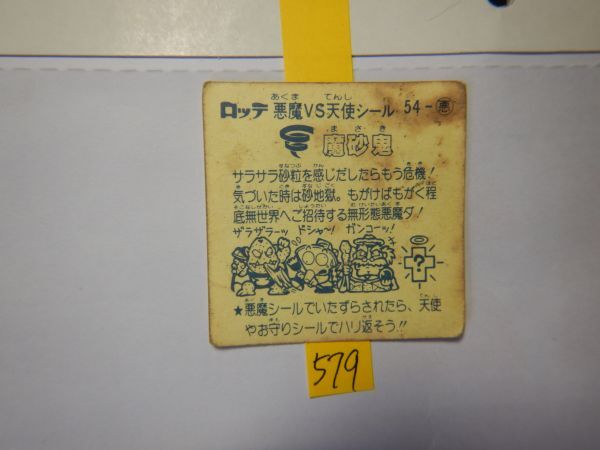 ロッテ 悪魔VS天使シール 54-悪
魔砂鬼
サラサラ砂粒を感じだしたらもう危機!
気づいた時は砂地獄。もがけばもがく程
底無世界へご招待する無形態悪魔ダ!
ザラザラーッ ドシャ〜! ガンコーッ!
?
★悪魔シールでいたずらされたら、天使
やお守りシールでハリ返そう!!
579